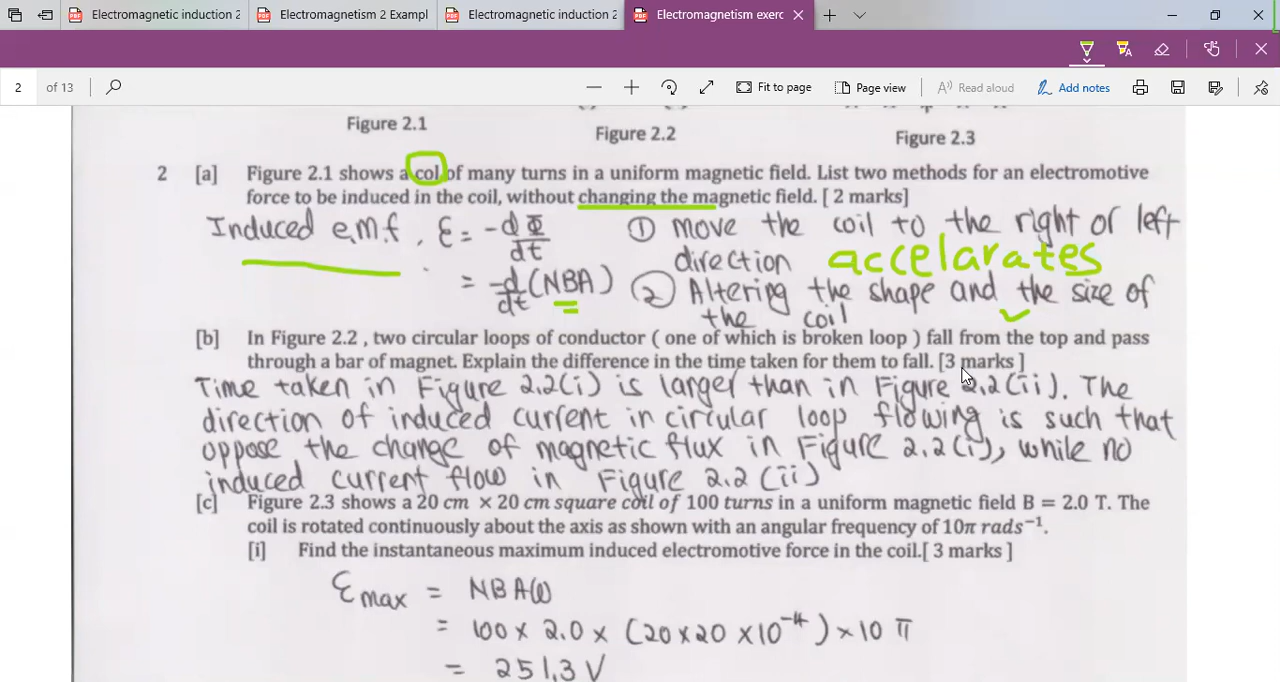 Electromagnetic induction 2
Electromagnetism 2 Exampl
Electromagnetic induction 2
Electromagnetism exerc
2 of 13
Fit to page
Page view
Read aloud
Add notes
Figure 2.1
Figure 2.2
Figure 2.3
2 [a] Figure 2.1 shows a col of many turns in a uniform magnetic field. List two methods for an electromotive
force to be induced in the coil, without changing the magnetic field. [ 2 marks]
Induced e.m.f , ε = -dΦ/dt ① move the coil to the right or left
direction accelarates
= -d/dt (NBA) ② Altering the shape and the size of
the coil
[b] In Figure 2.2 , two circular loops of conductor ( one of which is broken loop ) fall from the top and pass
through a bar of magnet. Explain the difference in the time taken for them to fall. [3 marks ]
Time taken in Figure 2.2(i) is larger than in Figure 2.2(ii). The
direction of induced current in circular loop flowing is such that
oppose the change of magnetic flux in Figure 2.2(i), while no
induced current flow in Figure 2.2 (ii)
[c] Figure 2.3 shows a 20 cm × 20 cm square coil of 100 turns in a uniform magnetic field B = 2.0 T. The
coil is rotated continuously about the axis as shown with an angular frequency of 10π rads⁻¹.
[i] Find the instantaneous maximum induced electromotive force in the coil.[ 3 marks ]
εmax = NBAω
= 100 × 2.0 × (20×20 ×10⁻⁴) ×10 π
= 251.3 V